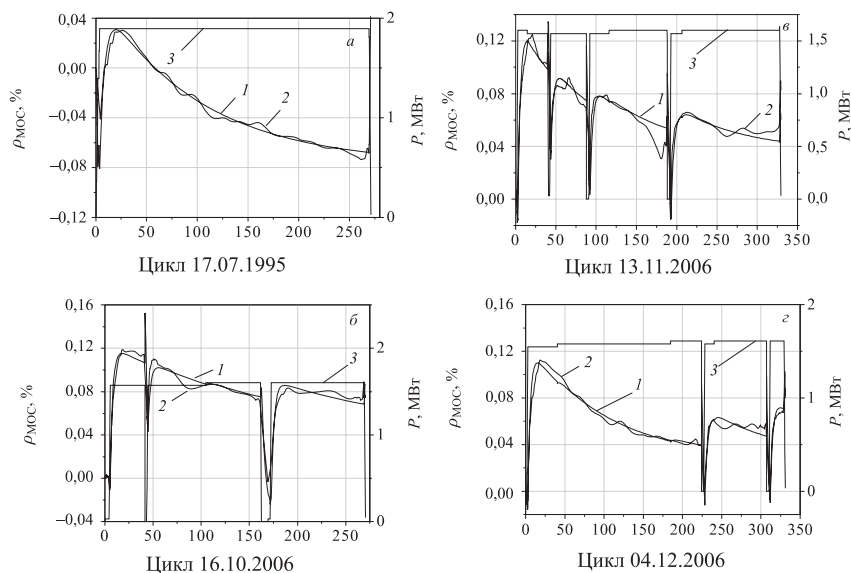 0,04
0,00
–0,04
–0,08
–0,12
ρМОС, %
2
1
0
P, МВт
а
3
1
2
0 50 100 150 200 250
Цикл 17.07.1995
0,12
0,08
0,04
0,00
ρМОС, %
1,5
1,0
0,5
0,0
P, МВт
в
3
1
2
0 50 100 150 200 250 300 350
Цикл 13.11.2006
0,16
0,12
0,08
0,04
0,00
–0,04
ρМОС, %
2
1
0
P, МВт
б
1
3
2
0 50 100 150 200 250
Цикл 16.10.2006
0,16
0,12
0,08
0,04
0,00
ρМОС, %
2
1
0
P, МВт
г
2
1
3
0 50 100 150 200 250 300 350
Цикл 04.12.2006